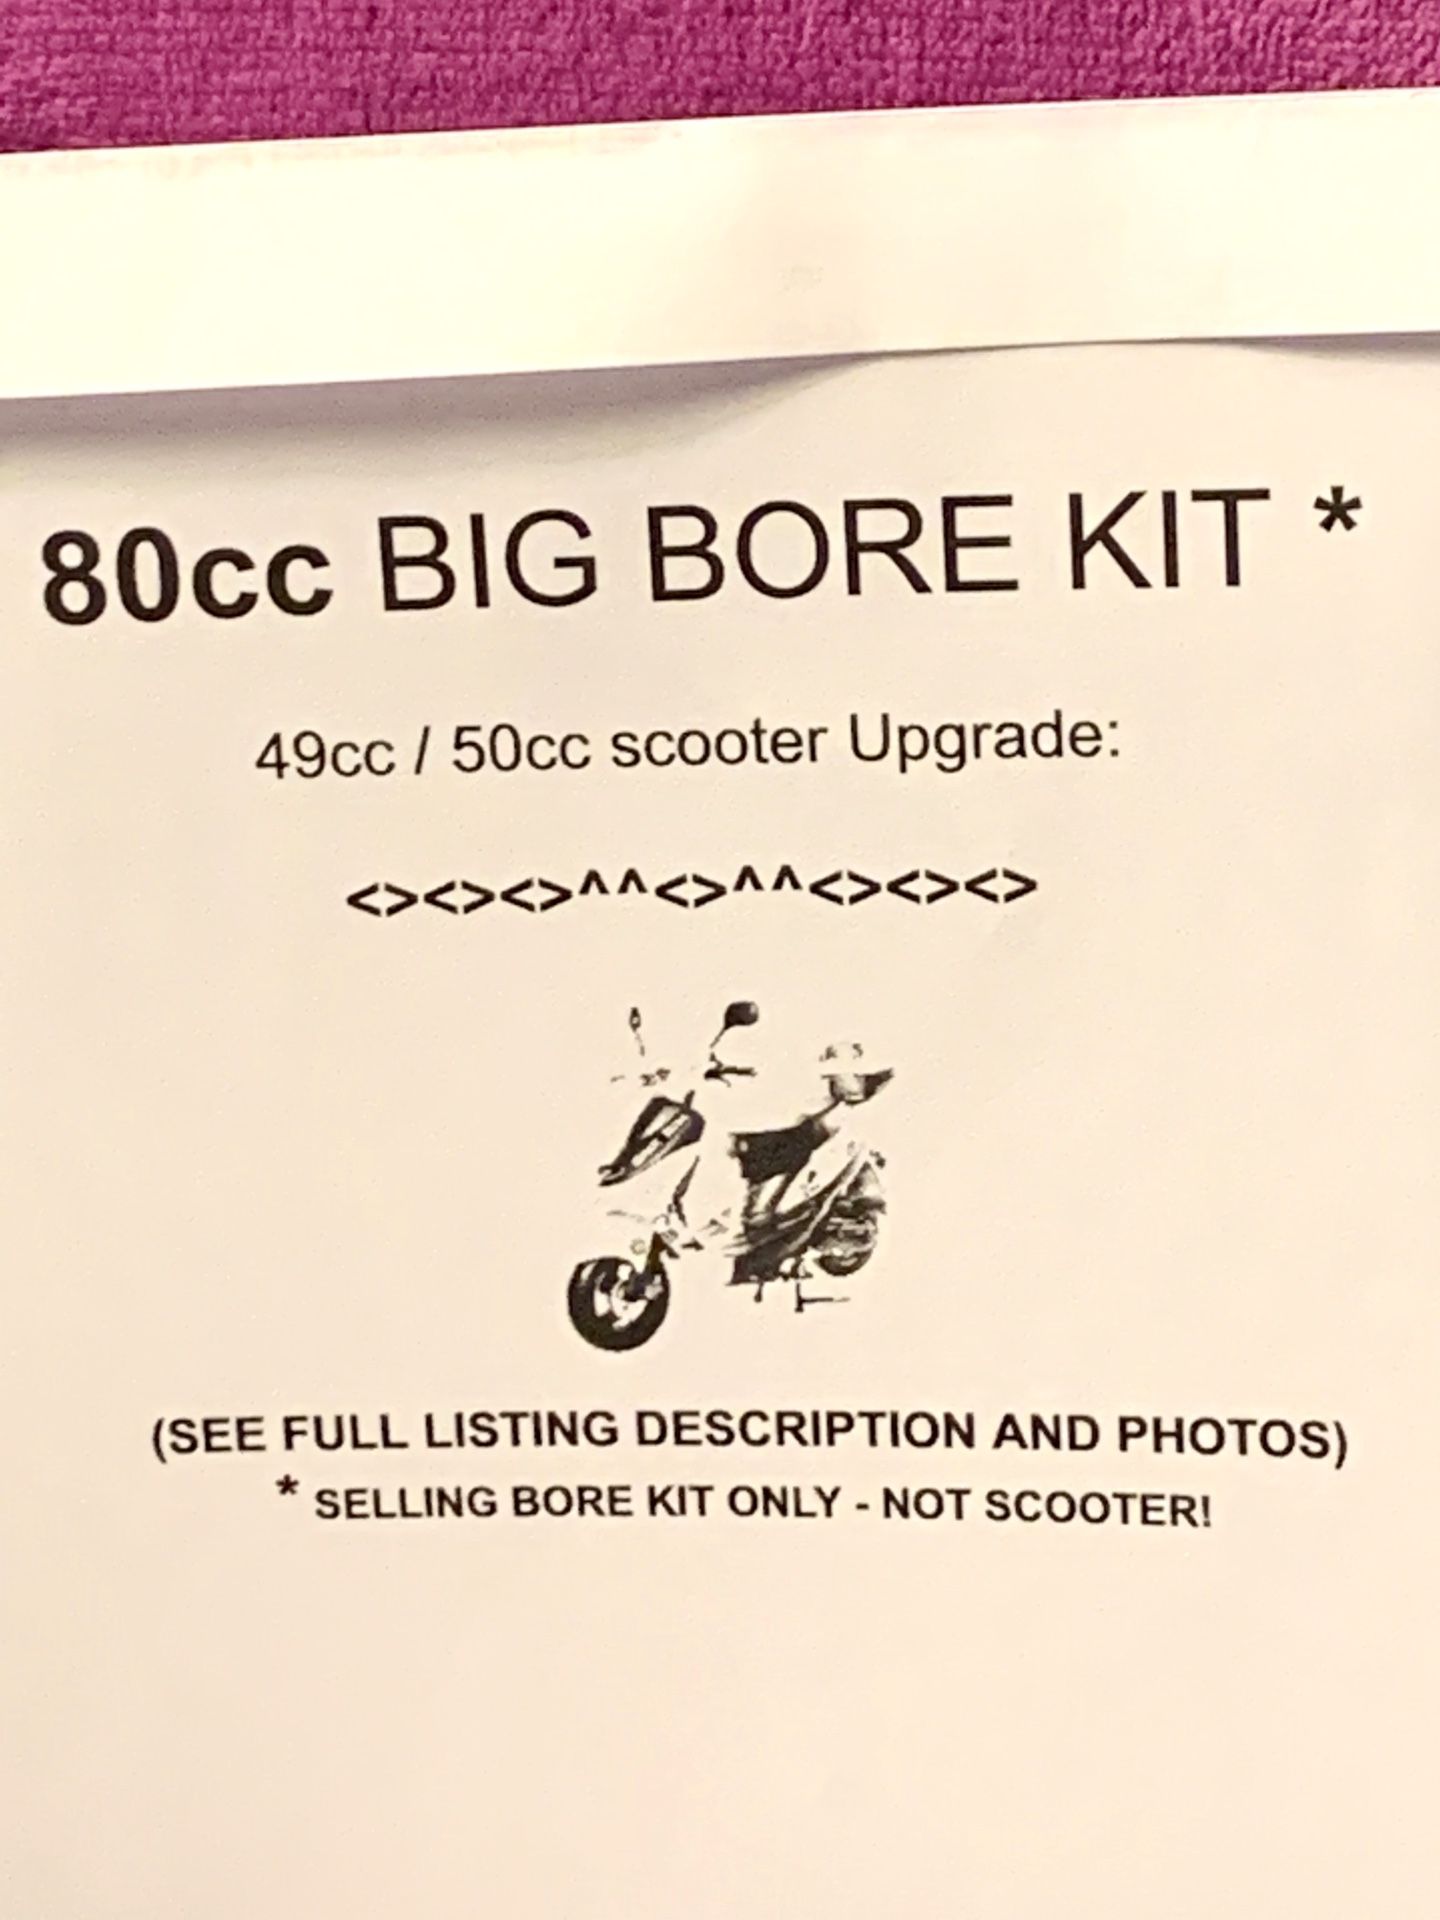 80cc BIG BORE KIT *
49cc / 50cc scooter Upgrade:
<><><>^^<>^^<><><>
(SEE FULL LISTING DESCRIPTION AND PHOTOS)
* SELLING BORE KIT ONLY - NOT SCOOTER!